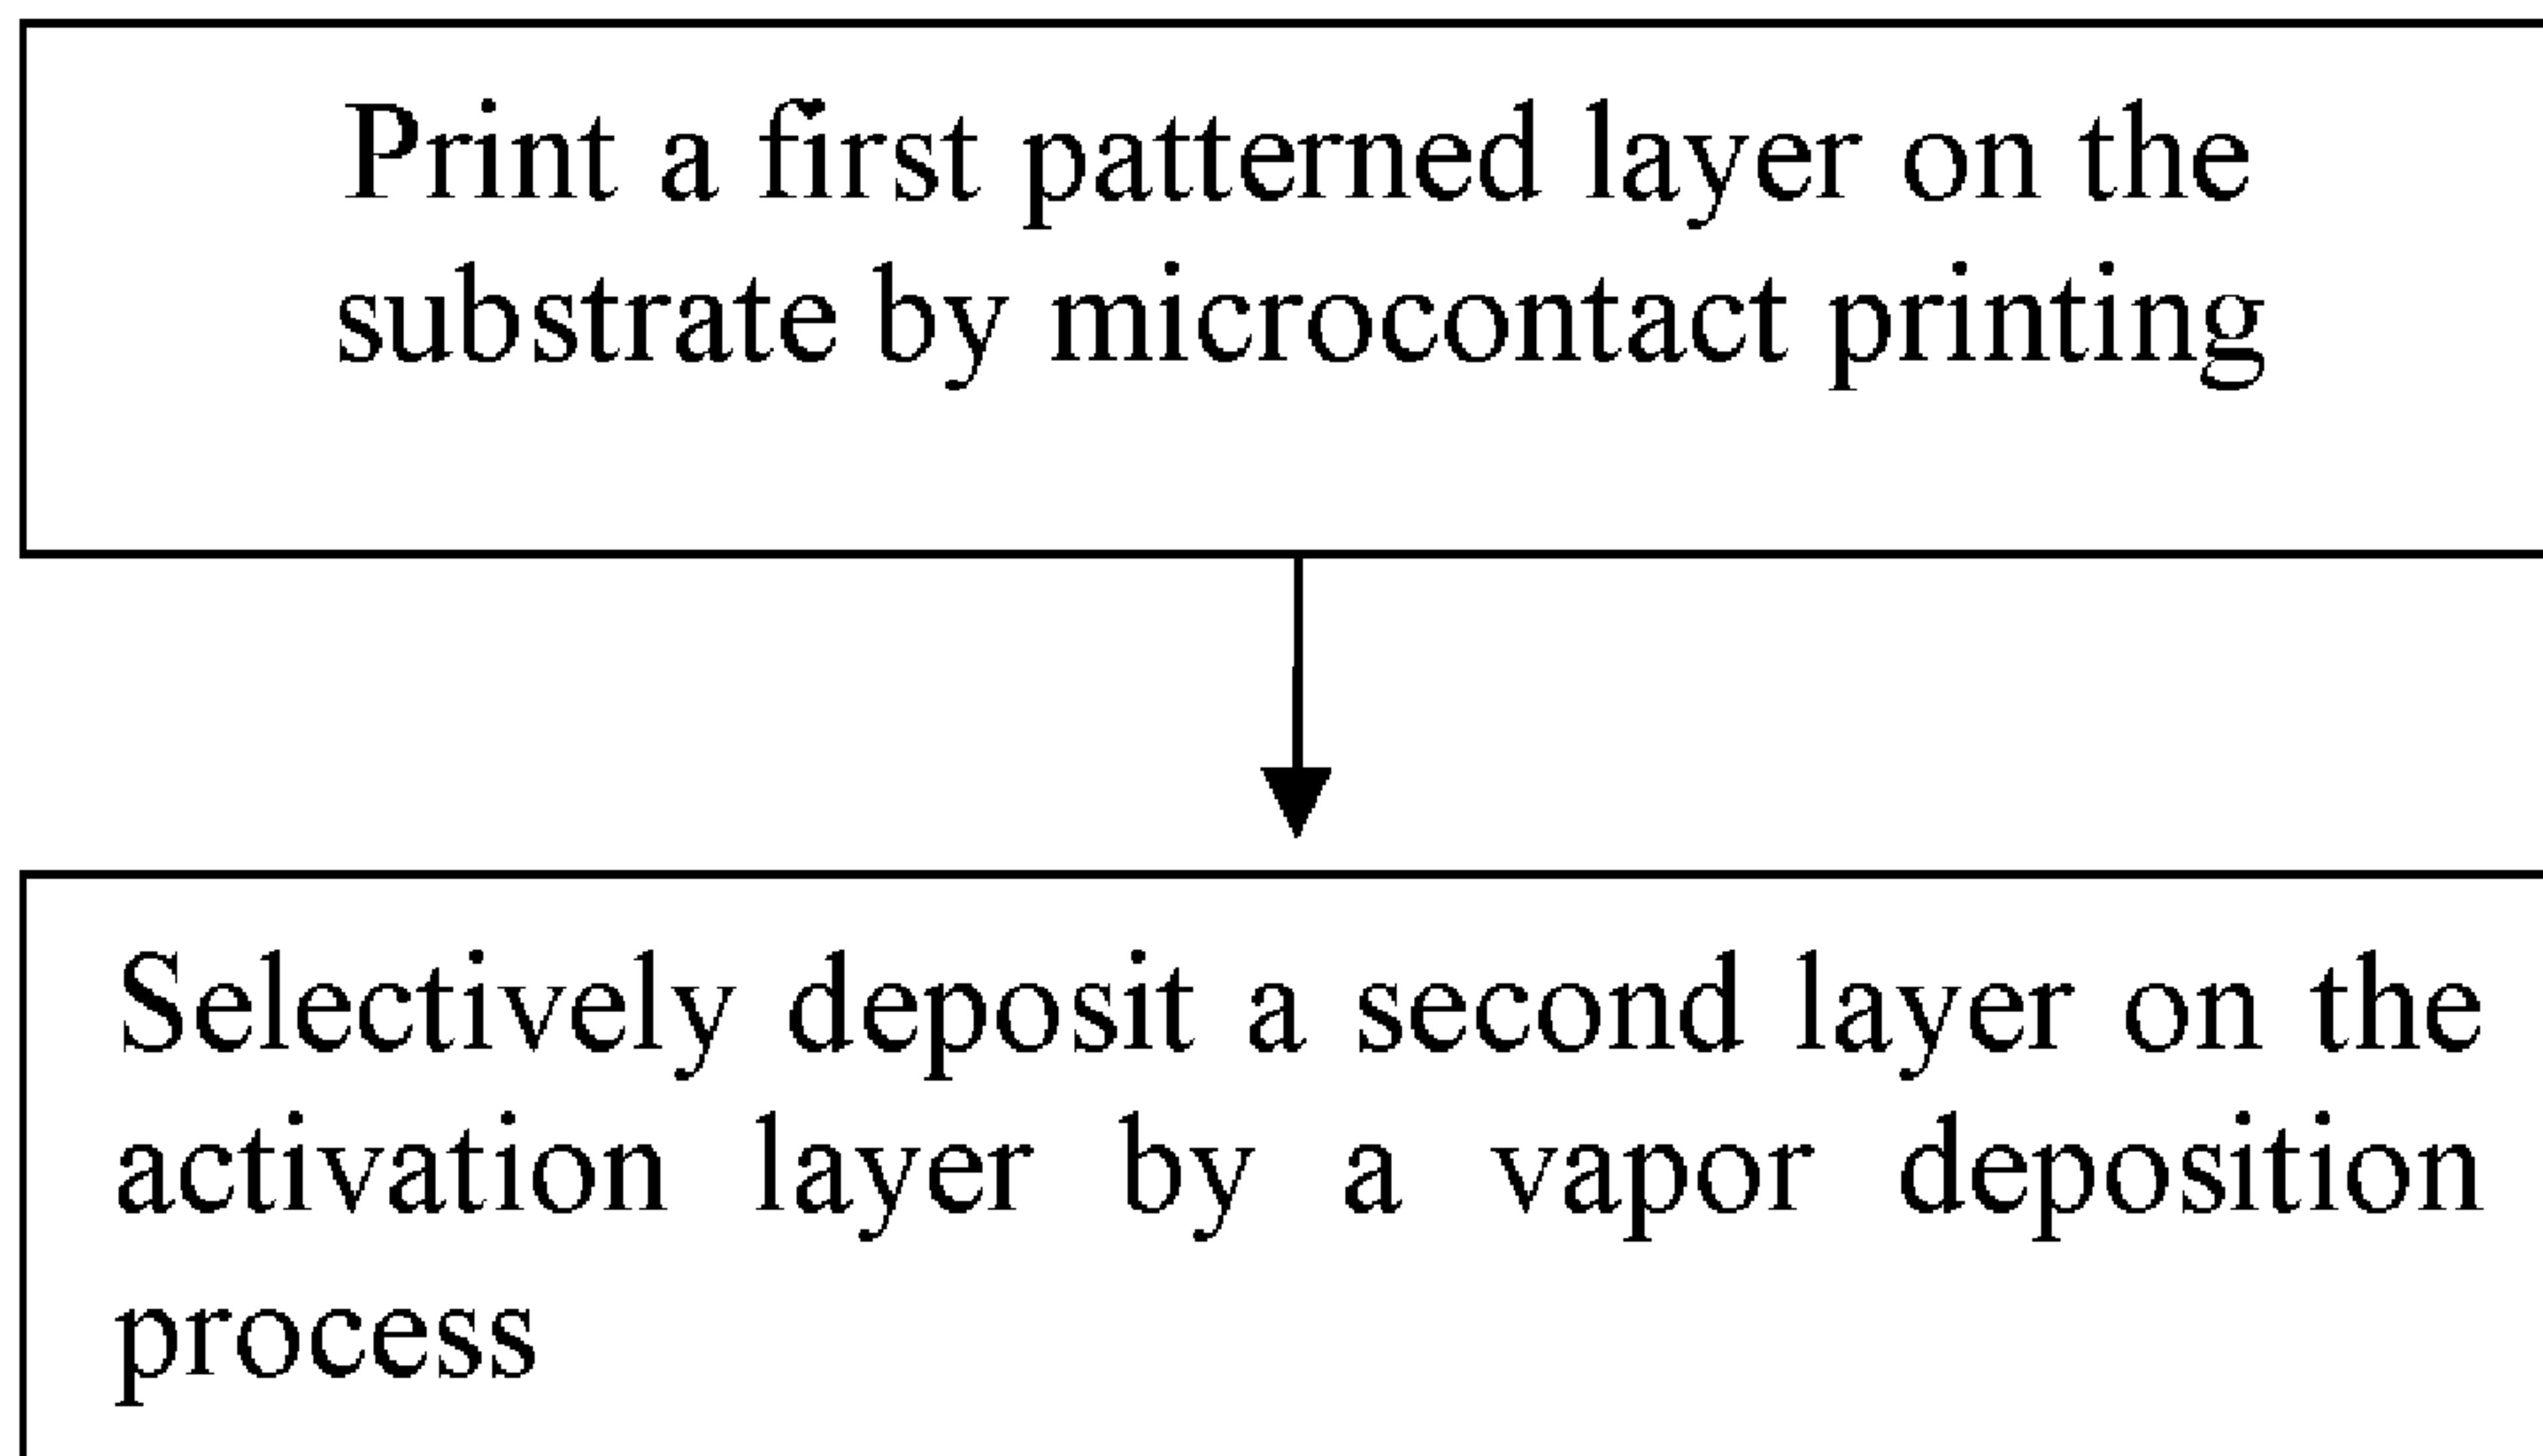 Print a first patterned layer on the
substrate by microcontact printing
Selectively deposit a second layer on the
activation layer by a vapor deposition
process